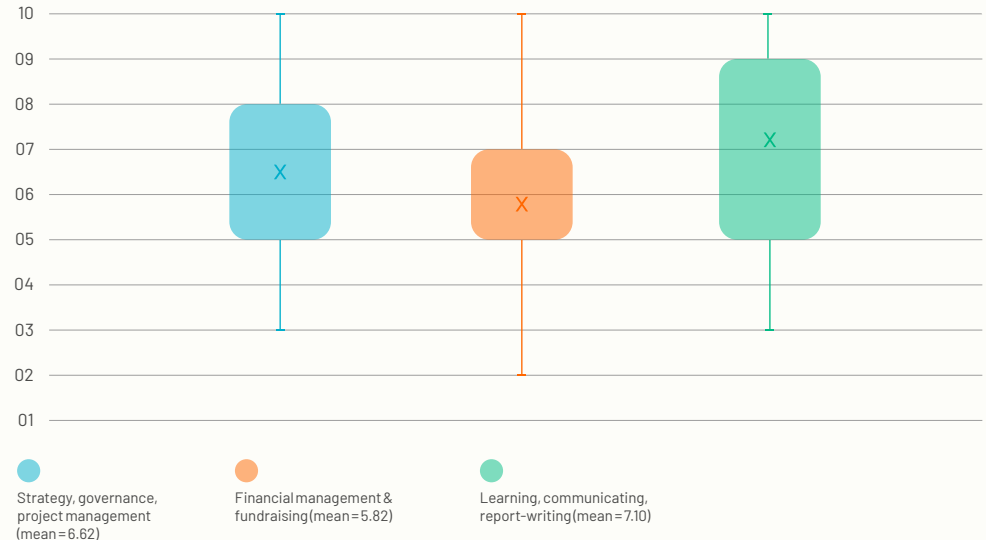 10
09
08
07
06
05
04
03
02
01
X
X
X
Strategy, governance,
project management
(mean=6.62)
Financial management &
fundraising (mean=5.82)
Learning, communicating,
report-writing (mean=7.10)